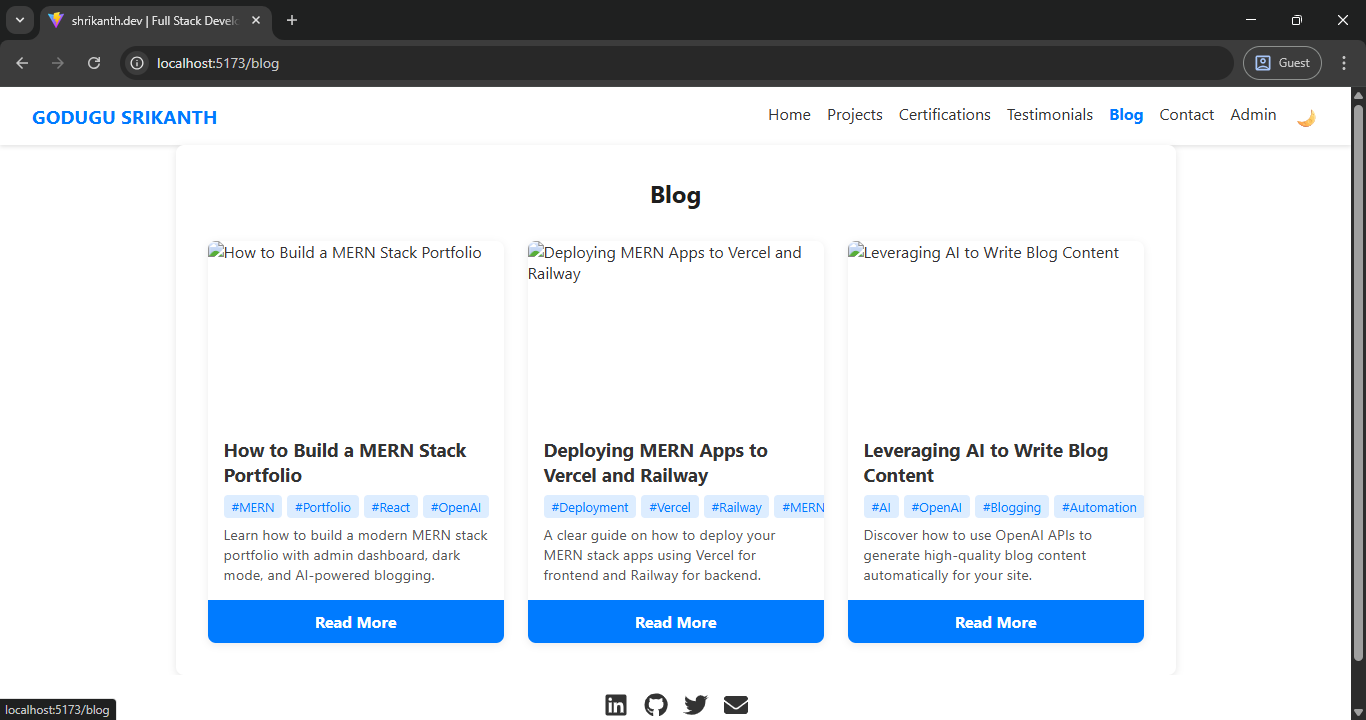 shrikanth.dev | Full Stack Develo
localhost:5173/blog
Guest
GODUGU SRIKANTH
Home Projects Certifications Testimonials Blog Contact Admin
Blog
How to Build a MERN Stack Portfolio
Deploying MERN Apps to Vercel and
Railway
Leveraging AI to Write Blog Content
How to Build a MERN Stack
Portfolio
#MERN #Portfolio #React #OpenAI
Learn how to build a modern MERN stack
portfolio with admin dashboard, dark
mode, and AI-powered blogging.
Read More
Deploying MERN Apps to
Vercel and Railway
#Deployment #Vercel #Railway #MERN
A clear guide on how to deploy your
MERN stack apps using Vercel for
frontend and Railway for backend.
Read More
Leveraging AI to Write Blog
Content
#AI #OpenAI #Blogging #Automation
Discover how to use OpenAI APIs to
generate high-quality blog content
automatically for your site.
Read More
localhost:5173/blog